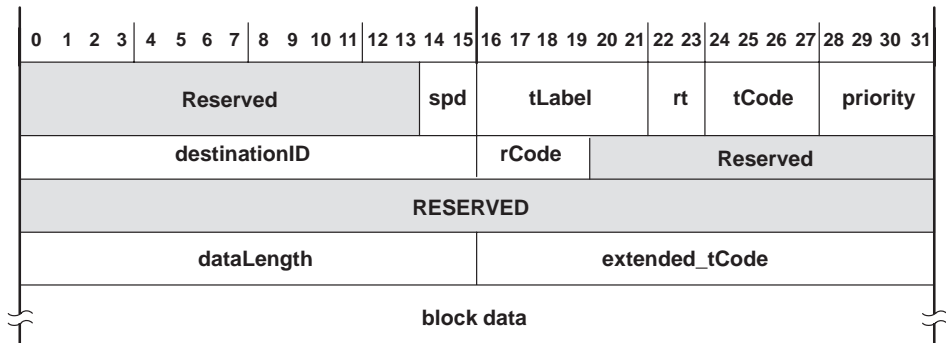 0 1 2 3 4 5 6 7 8 9 10 11 12 13 14 15 16 17 18 19 20 21 22 23 24 25 26 27 28 29 30 31
Reserved spd tLabel rt tCode priority
destinationID rCode Reserved
RESERVED
dataLength extended_tCode
block data